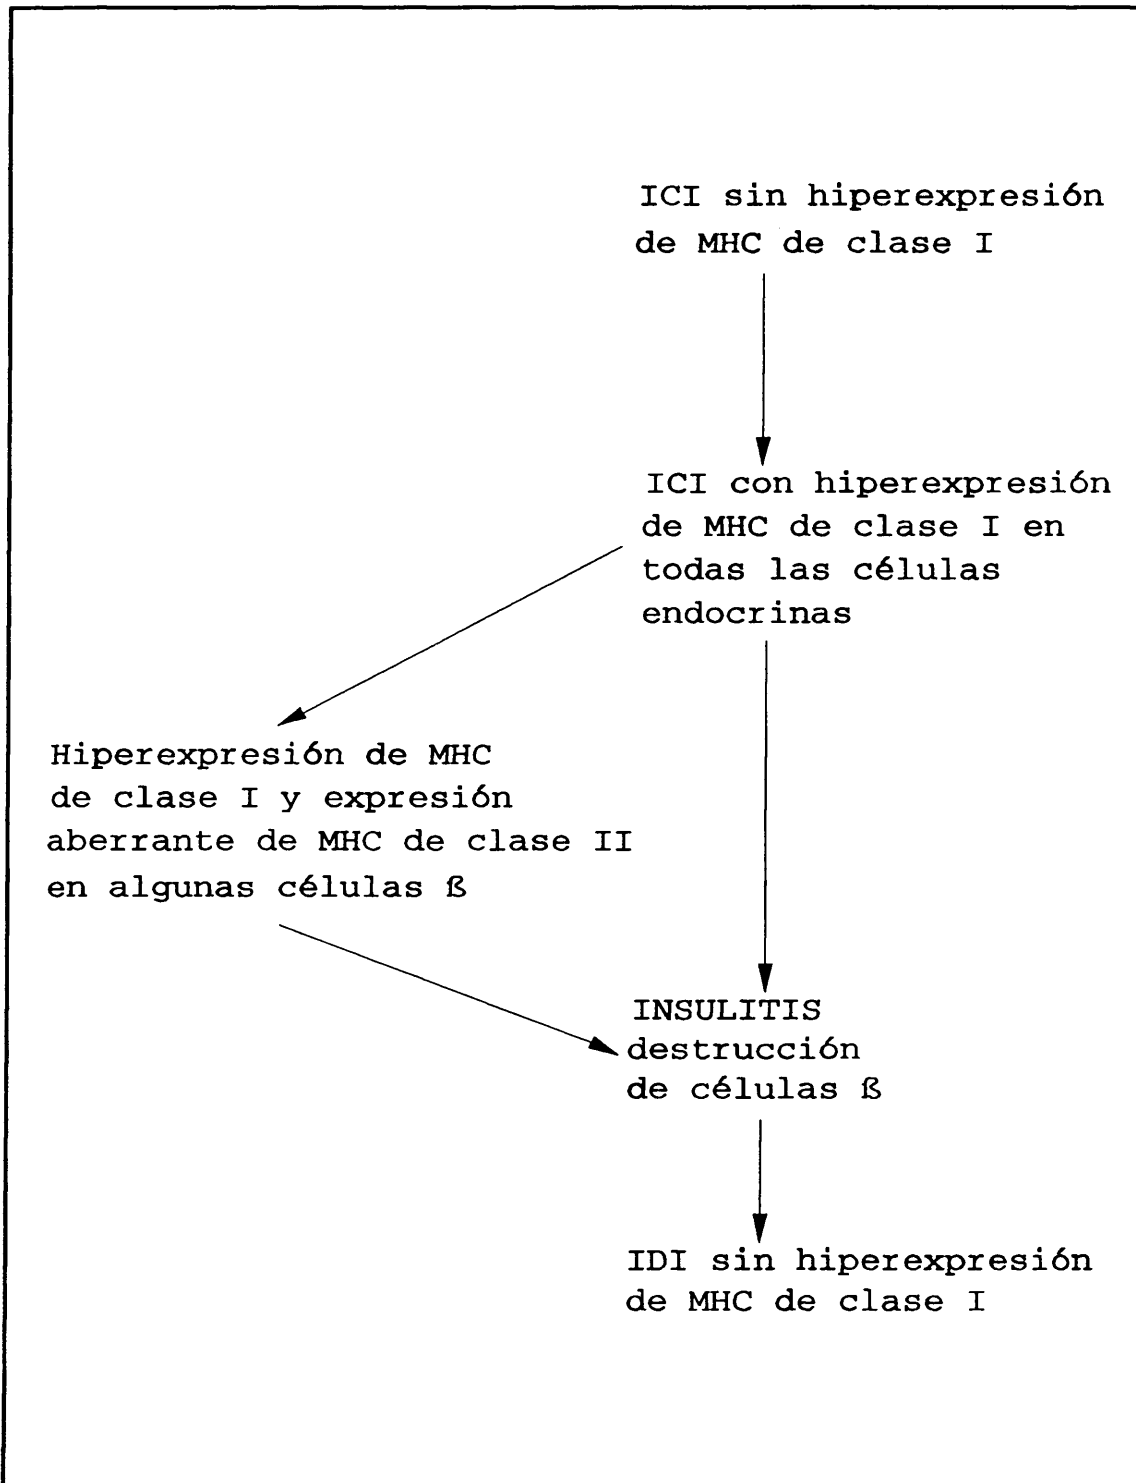 ICI sin hiperexpresión
de MHC de clase I
ICI con hiperexpresión
de MHC de clase I en
todas las células
endocrinas
Hiperexpresión de MHC
de clase I y expresión
aberrante de MHC de clase II
en algunas células ß
INSULITIS
destrucción
de células ß
IDI sin hiperexpresión
de MHC de clase I